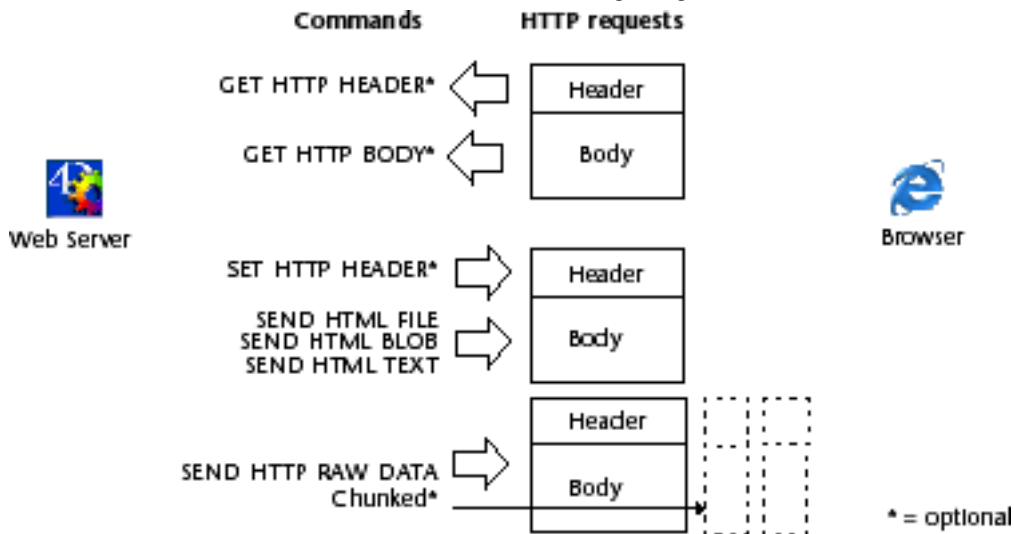 Commands HTTP requests
GET HTTP HEADER*
Header
GET HTTP BODY*
Body
4D
Web Server
Browser
SET HTTP HEADER*
Header
SEND HTML FILE
SEND HTML BLOB
SEND HTML TEXT
Body
Header
SEND HTTP RAW DATA
Chunked*
Body
* = optional